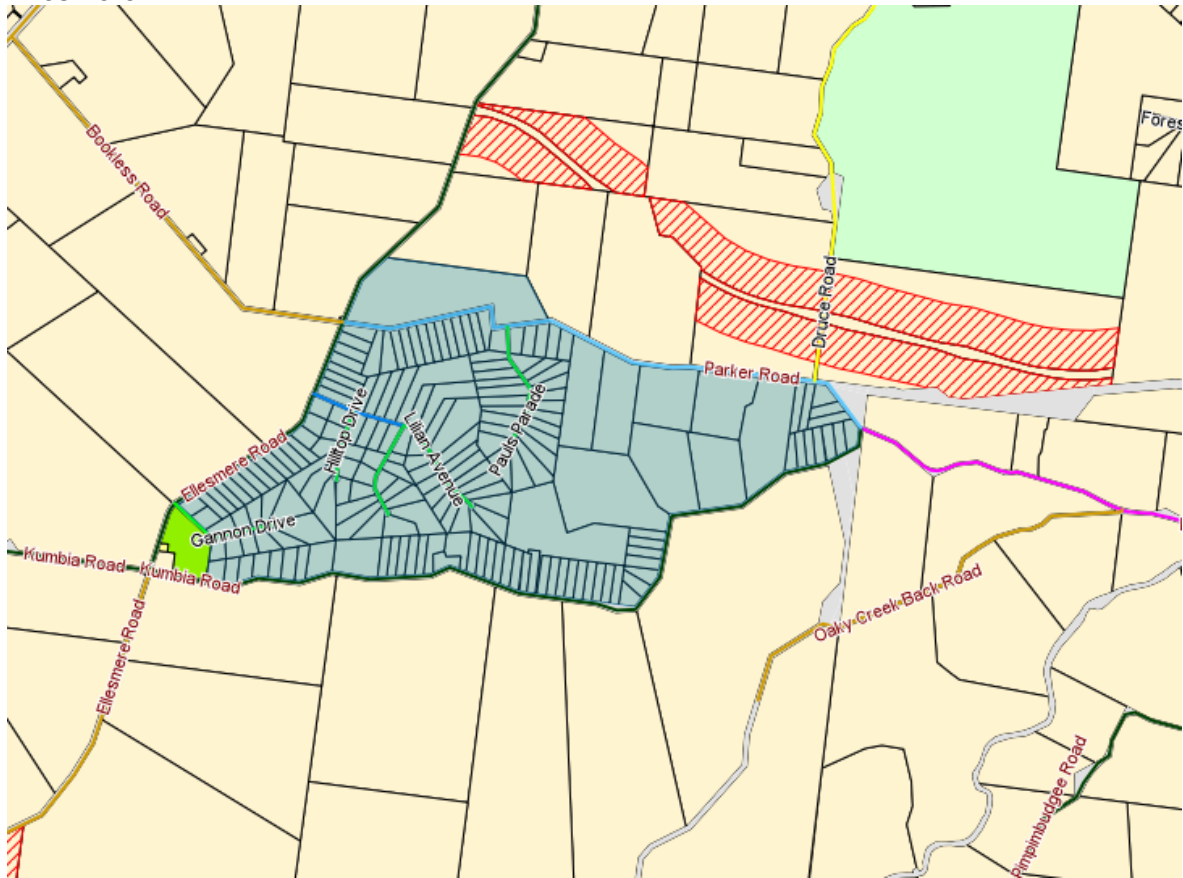 Fores
Bookless Road
Druce Road
Parker Road
Hilltop Drive
Lilian Avenue
Pauls Parade
Ellesmere Road
Gannon Drive
Kumbia Road
Kumbia Road
Oaky Creek Back Road
Ellesmere Road
Pimpimbudgee Road